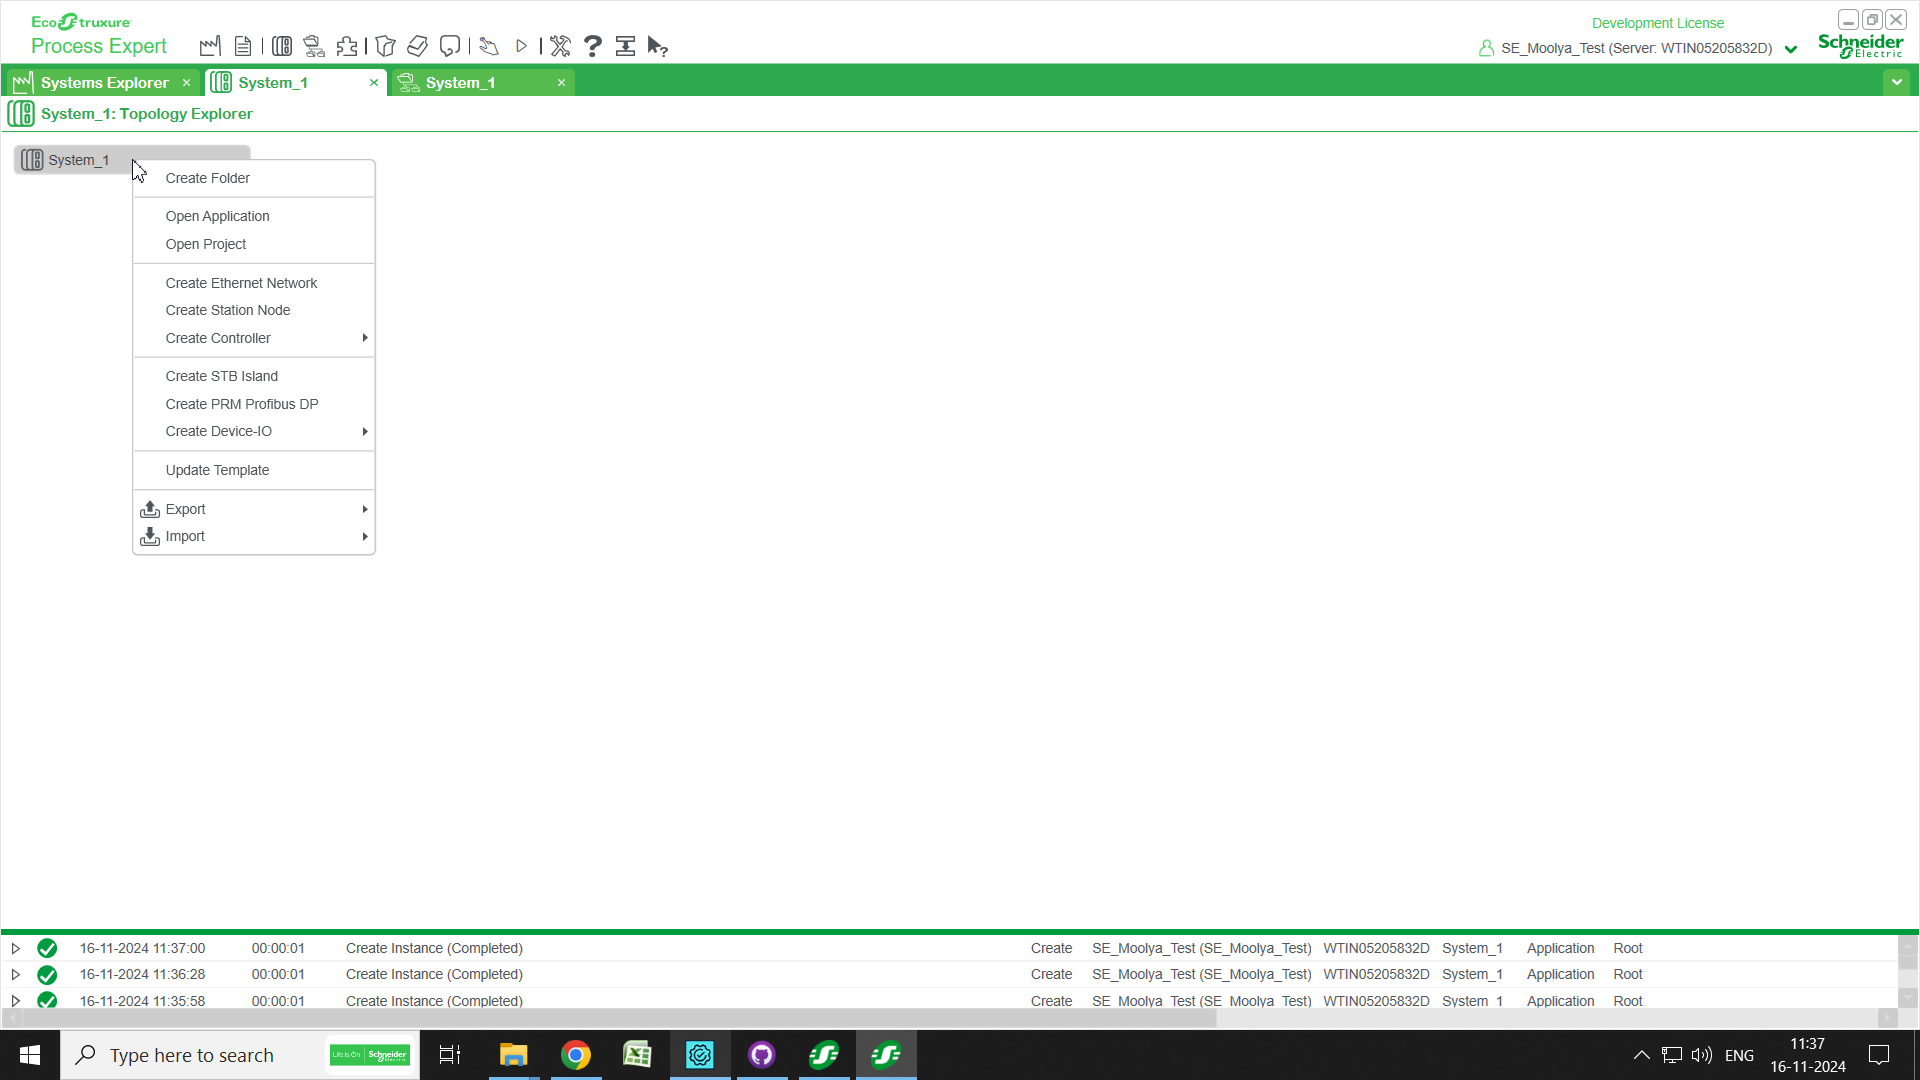 EcoStruxure
Process Expert
Development License
SE_Moolya_Test (Server: WTIN05205832D)
Schneider
Electric
Systems Explorer
System_1
System_1
System_1: Topology Explorer
System_1
Create Folder
Open Application
Open Project
Create Ethernet Network
Create Station Node
Create Controller
Create STB Island
Create PRM Profibus DP
Create Device-IO
Update Template
Export
Import
16-11-2024 11:37:00 00:00:01 Create Instance (Completed) Create SE_Moolya_Test (SE_Moolya_Test) WTIN05205832D System_1 Application Root
16-11-2024 11:36:28 00:00:01 Create Instance (Completed) Create SE_Moolya_Test (SE_Moolya_Test) WTIN05205832D System_1 Application Root
16-11-2024 11:35:58 00:00:01 Create Instance (Completed) Create SE_Moolya_Test (SE_Moolya_Test) WTIN05205832D System_1 Application Root
Type here to search
Life Is On Schneider
ENG
11:37
16-11-2024